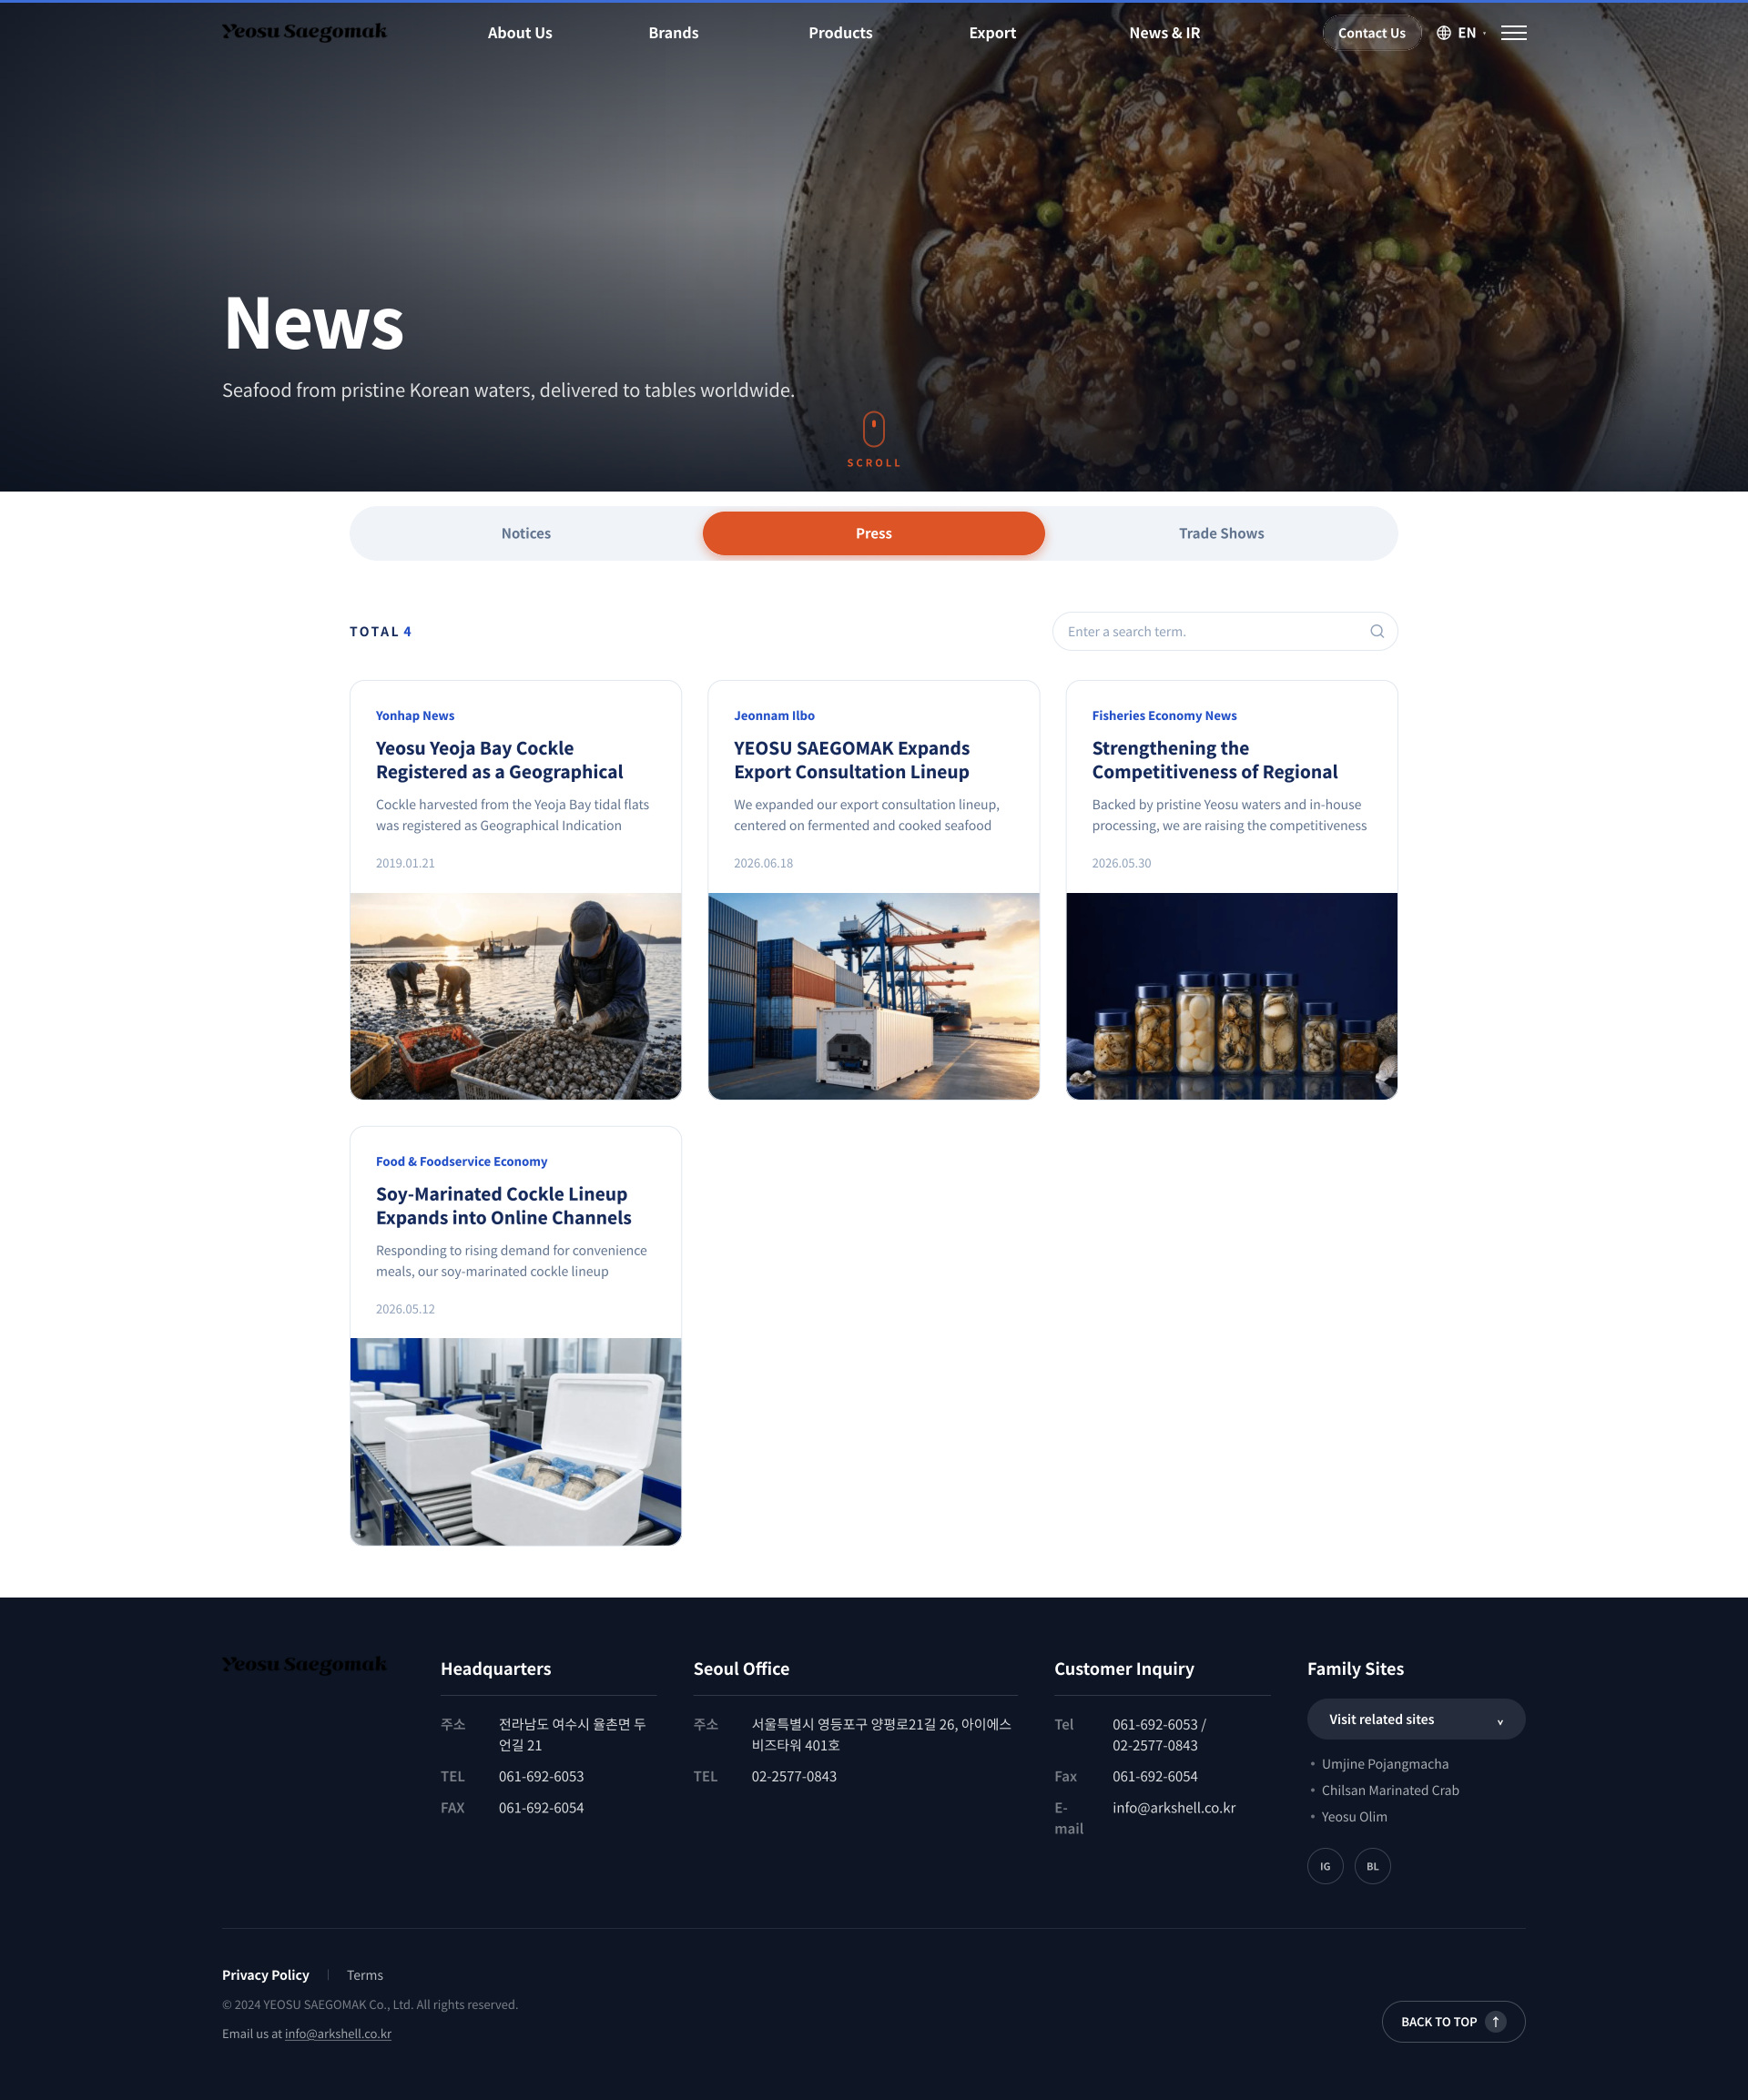 Yeosu Saegomak
About Us
Brands
Products
Export
News & IR
Contact Us
EN
News
Seafood from pristine Korean waters, delivered to tables worldwide.
SCROLL
Notices
Press
Trade Shows
TOTAL 4
Enter a search term.
Yonhap News
Yeosu Yeoja Bay Cockle
Registered as a Geographical
Cockle harvested from the Yeoja Bay tidal flats
was registered as Geographical Indication
2019.01.21
Jeonnam Ilbo
YEOSU SAEGOMAK Expands
Export Consultation Lineup
We expanded our export consultation lineup,
centered on fermented and cooked seafood
2026.06.18
Fisheries Economy News
Strengthening the
Competitiveness of Regional
Backed by pristine Yeosu waters and in-house
processing, we are raising the competitiveness
2026.05.30
Food & Foodservice Economy
Soy-Marinated Cockle Lineup
Expands into Online Channels
Responding to rising demand for convenience
meals, our soy-marinated cockle lineup
2026.05.12
Yeosu Saegomak
Headquarters
주소 전라남도 여수시 율촌면 두
언길 21
TEL 061-692-6053
FAX 061-692-6054
Seoul Office
주소 서울특별시 영등포구 양평로21길 26, 아이에스
비즈타워 401호
TEL 02-2577-0843
Customer Inquiry
Tel 061-692-6053 /
02-2577-0843
Fax 061-692-6054
E-
mail info@arkshell.co.kr
Family Sites
Visit related sites
• Umjine Pojangmacha
• Chilsan Marinated Crab
• Yeosu Olim
IG
BL
Privacy Policy
Terms
© 2024 YEOSU SAEGOMAK Co., Ltd. All rights reserved.
Email us at info@arkshell.co.kr
BACK TO TOP ↑